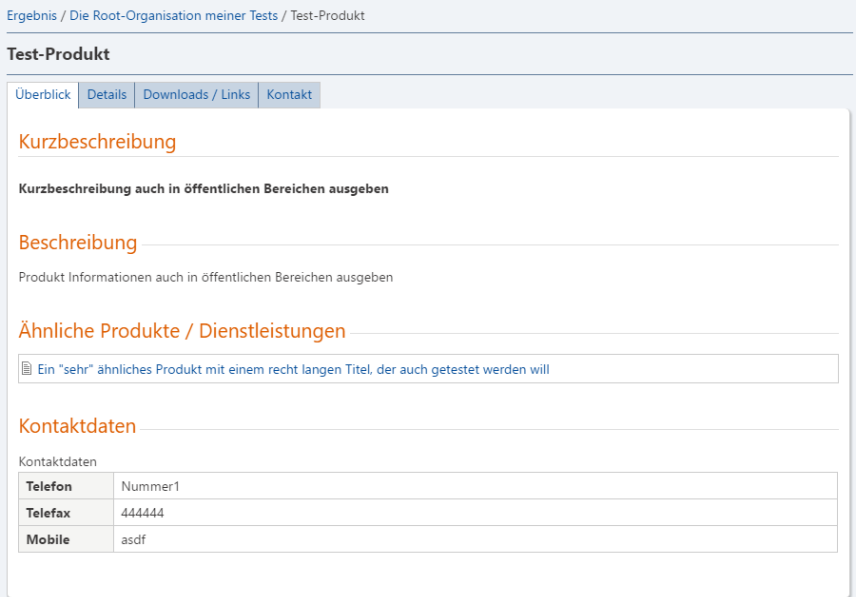 Ergebnis / Die Root-Organisation meiner Tests / Test-Produkt
Test-Produkt
Überblick Details Downloads / Links Kontakt
Kurzbeschreibung
Kurzbeschreibung auch in öffentlichen Bereichen ausgeben
Beschreibung
Produkt Informationen auch in öffentlichen Bereichen ausgeben
Ähnliche Produkte / Dienstleistungen
Ein "sehr" ähnliches Produkt mit einem recht langen Titel, der auch getestet werden will
Kontaktdaten
Kontaktdaten
Telefon Nummer1
Telefax 444444
Mobile asdf